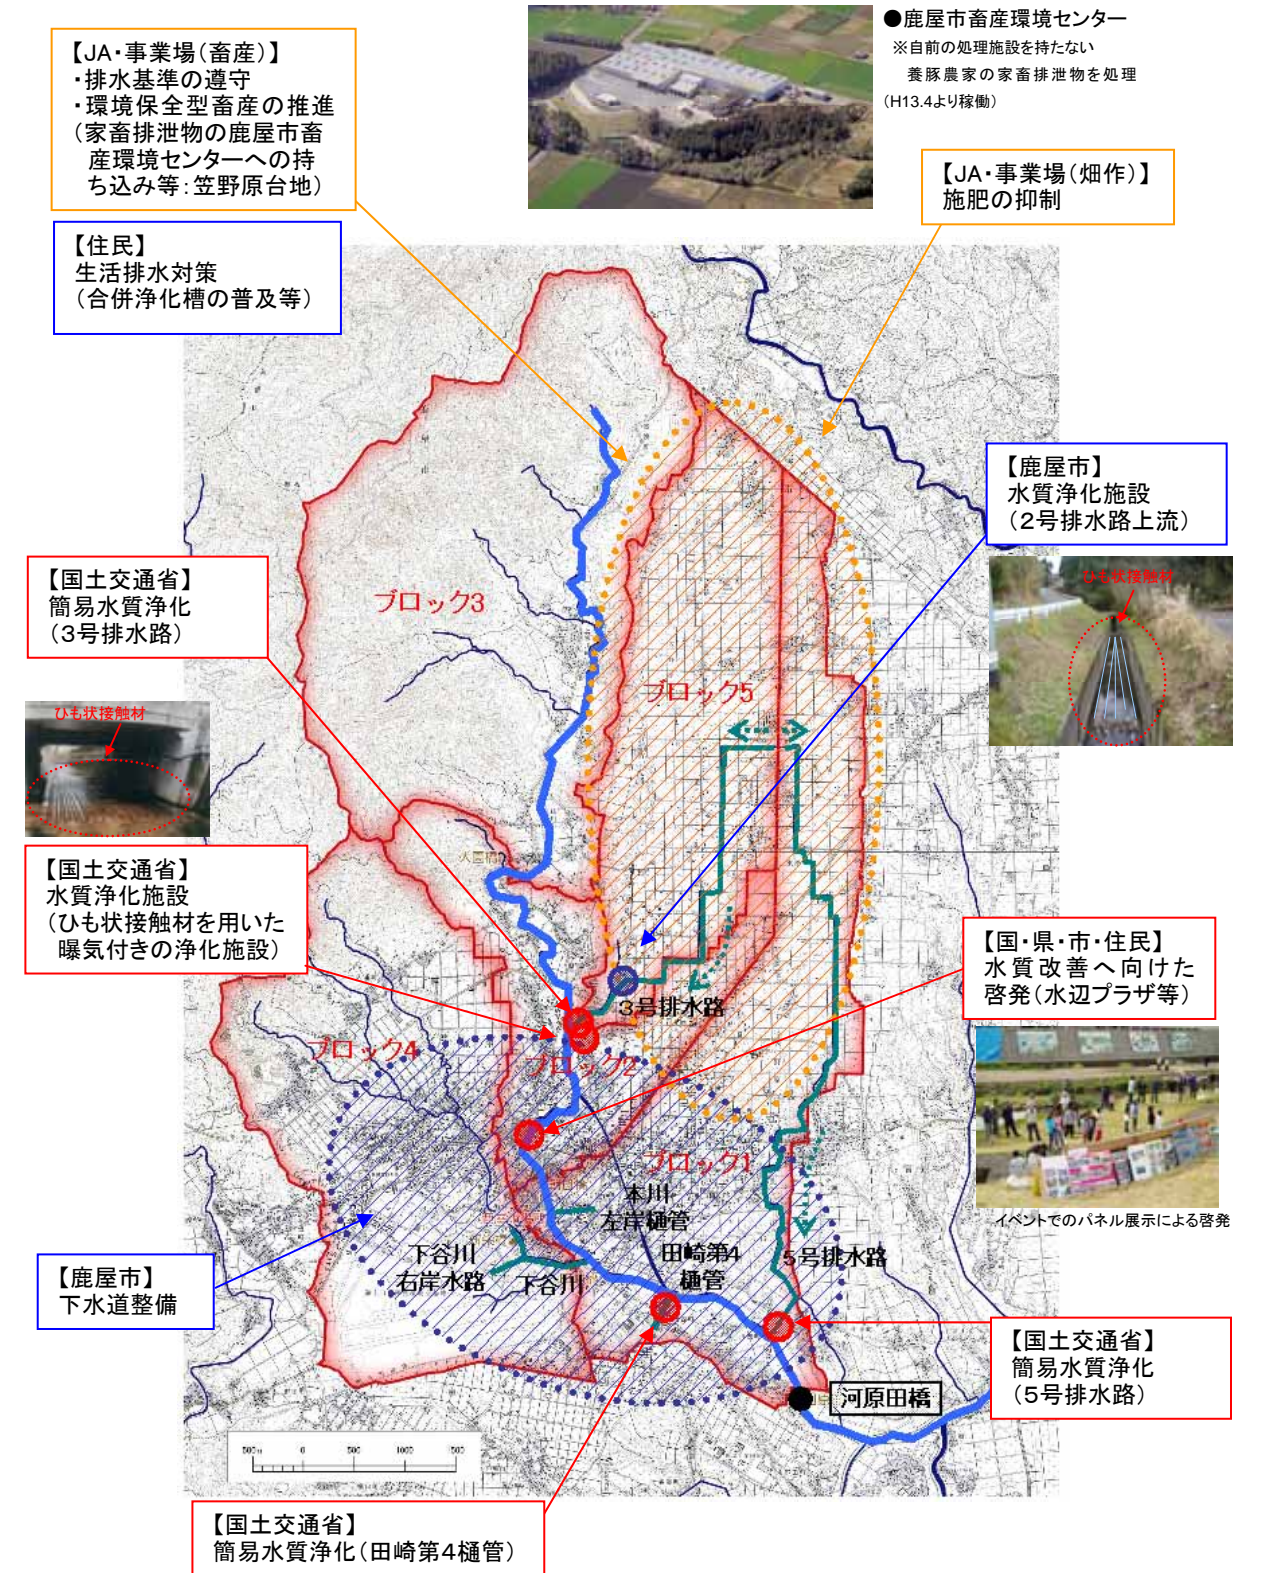 【JA・事業場(畜産)】
・排水基準の遵守
・環境保全型畜産の推進
(家畜排泄物の鹿屋市畜
産環境センターへの持
ち込み等:笠野原台地)
●鹿屋市畜産環境センター
※自前の処理施設を持たない
養豚農家の家畜排泄物を処理
(H13.4より稼働)
【JA・事業場(畑作)】
施肥の抑制
【住民】
生活排水対策
(合併浄化槽の普及等)
【鹿屋市】
水質浄化施設
(2号排水路上流)
ひも状接触材
【国土交通省】
簡易水質浄化
(3号排水路)
ブロック3
ブロック5
ひも状接触材
【国土交通省】
水質浄化施設
(ひも状接触材を用いた
曝気付きの浄化施設)
【国・県・市・住民】
水質改善へ向けた
啓発(水辺プラザ等)
3号排水路
ブロック4
ブロック2
ブロック1
イベントでのパネル展示による啓発
本川
左岸樋管
下谷川
右岸水路
下谷川
田崎第4
樋管
5号排水路
【鹿屋市】
下水道整備
【国土交通省】
簡易水質浄化
(5号排水路)
河原田橋
500m 0 500 1000 1500
【国土交通省】
簡易水質浄化(田崎第4樋管)